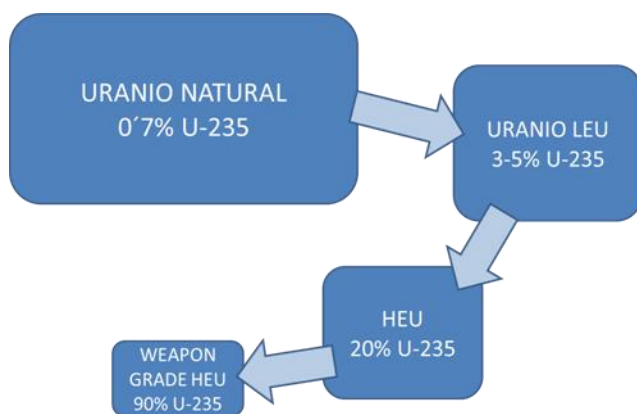 URANIO NATURAL
0´7% U-235
URANIO LEU
3-5% U-235
HEU
20% U-235
WEAPON
GRADE HEU
90% U-235